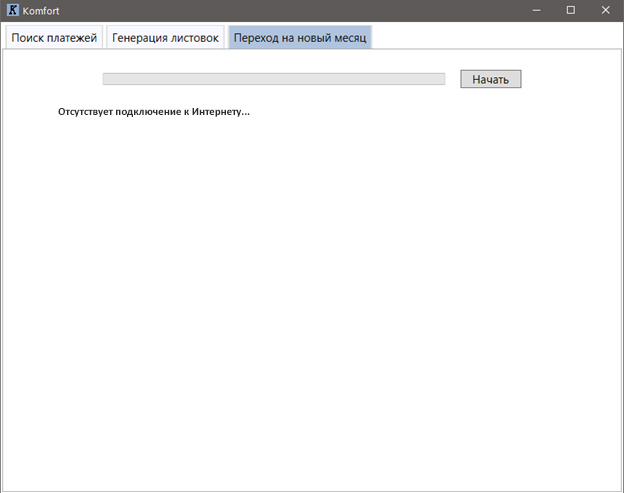 K Komfort
Поиск платежей Генерация листовок Переход на новый месяц
Начать
Отсутствует подключение к Интернету...